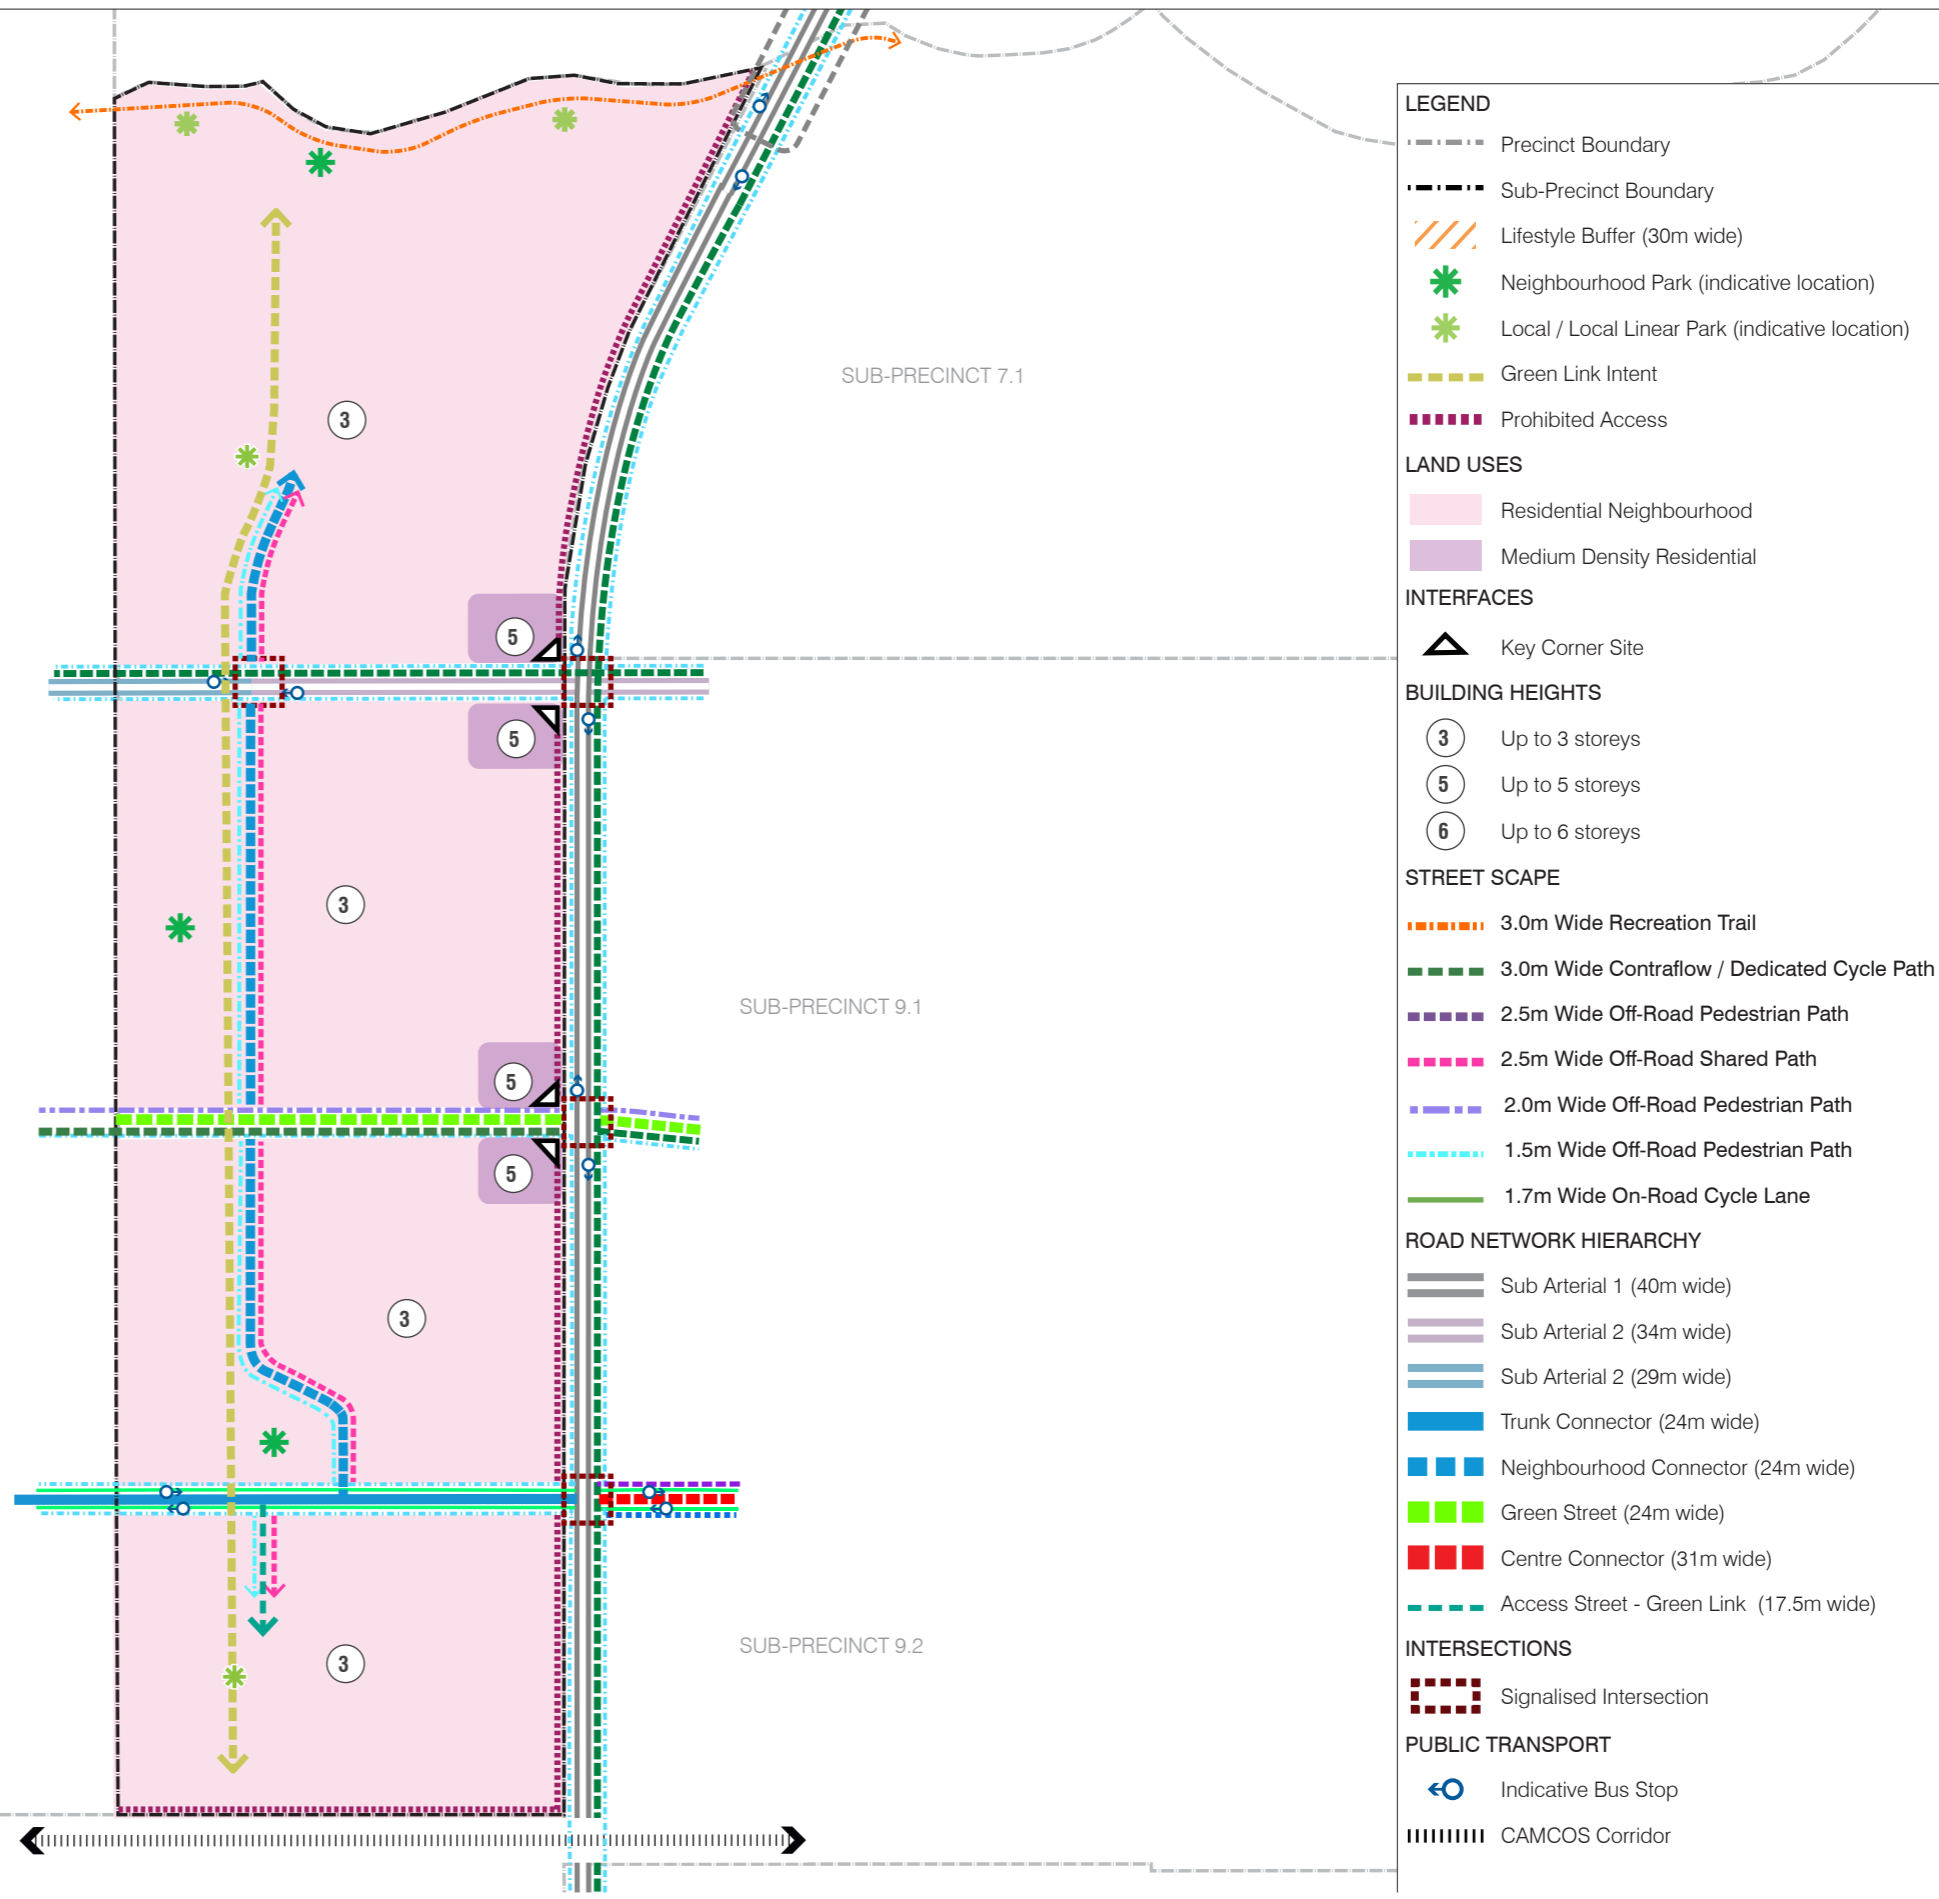 SUB-PRECINCT 7.1
3
5
5
3
SUB-PRECINCT 9.1
5
5
3
SUB-PRECINCT 9.2
3
LEGEND
Precinct Boundary
Sub-Precinct Boundary
Lifestyle Buffer (30m wide)
Neighbourhood Park (indicative location)
Local / Local Linear Park (indicative location)
Green Link Intent
Prohibited Access
LAND USES
Residential Neighbourhood
Medium Density Residential
INTERFACES
Key Corner Site
BUILDING HEIGHTS
3 Up to 3 storeys
5 Up to 5 storeys
6 Up to 6 storeys
STREET SCAPE
3.0m Wide Recreation Trail
3.0m Wide Contraflow / Dedicated Cycle Path
2.5m Wide Off-Road Pedestrian Path
2.5m Wide Off-Road Shared Path
2.0m Wide Off-Road Pedestrian Path
1.5m Wide Off-Road Pedestrian Path
1.7m Wide On-Road Cycle Lane
ROAD NETWORK HIERARCHY
Sub Arterial 1 (40m wide)
Sub Arterial 2 (34m wide)
Sub Arterial 2 (29m wide)
Trunk Connector (24m wide)
Neighbourhood Connector (24m wide)
Green Street (24m wide)
Centre Connector (31m wide)
Access Street - Green Link (17.5m wide)
INTERSECTIONS
Signalised Intersection
PUBLIC TRANSPORT
Indicative Bus Stop
CAMCOS Corridor